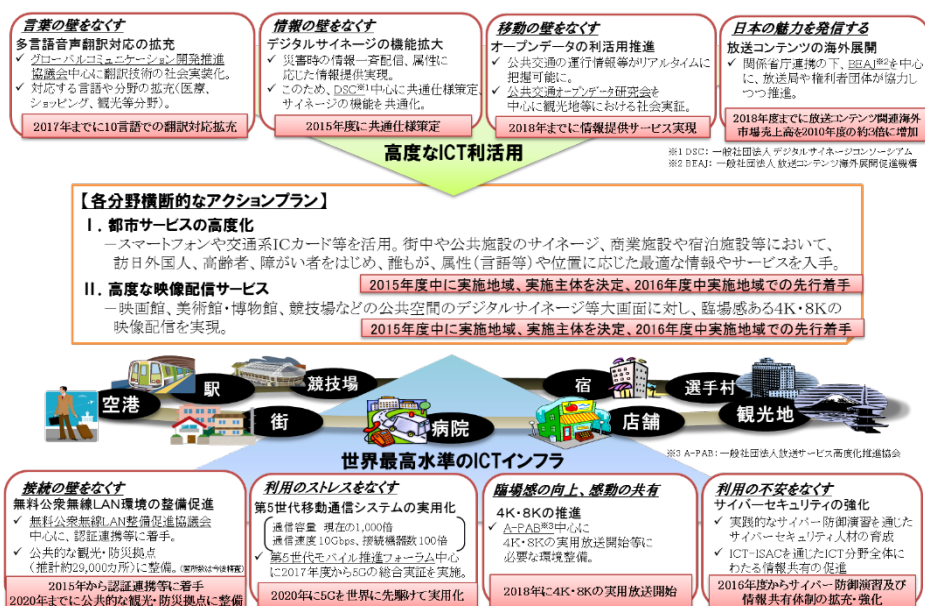 言葉の壁をなくす
多言語音声翻訳対応の拡充
✓ グローバルコミュニケーション開発推進
協議会中心に翻訳技術の社会実装化。
✓ 対応する言語や分野の拡充(医療、
ショッピング、観光等分野)。
2017年までに10言語での翻訳対応拡充
情報の壁をなくす
デジタルサイネージの機能拡大
✓ 災害時の情報一斉配信、属性に
応じた情報提供実現。
✓ このため、DSC※1中心に共通仕様策定、
サイネージの機能を共通化。
2015年度に共通仕様策定
移動の壁をなくす
オープンデータの利活用推進
✓ 公共交通の運行情報等がリアルタイムに
把握可能に。
✓ 公共交通オープンデータ研究会を
中心に観光地等における社会実証。
2018年までに情報提供サービス実現
日本の魅力を発信する
放送コンテンツの海外展開
✓ 関係省庁連携の下、BEAJ※2を中心
に、放送局や権利者団体が協力し
つつ推進。
2018年度までに放送コンテンツ関連海外
市場売上高を2010年度の約3倍に増加
※1 DSC: 一般社団法人 デジタルサイネージコンソーシアム
※2 BEAJ: 一般社団法人 放送コンテンツ海外展開促進機構
高度なICT利活用
【各分野横断的なアクションプラン】
Ⅰ. 都市サービスの高度化
－スマートフォンや交通系ICカード等を活用。街中や公共施設のサイネージ、商業施設や宿泊施設等において、
訪日外国人、高齢者、障がい者をはじめ、誰もが、属性(言語等)や位置に応じた最適な情報やサービスを入手。
2015年度中に実施地域、実施主体を決定、2016年度中実施地域での先行着手
Ⅱ. 高度な映像配信サービス
－映画館、美術館・博物館、競技場などの公共空間のデジタルサイネージ等大画面に対し、臨場感ある4K・8Kの
映像配信を実現。
2015年度中に実施地域、実施主体を決定、2016年度中実施地域での先行着手
空港
駅
競技場
街
病院
宿
店舗
選手村
観光地
世界最高水準のICTインフラ
※3 A-PAB: 一般社団法人放送サービス高度化推進協会
接続の壁をなくす
無料公衆無線LAN環境の整備促進
✓ 無料公衆無線LAN整備促進協議会
中心に、認証連携等に着手。
✓ 公共的な観光・防災拠点
(推計約29,000カ所)に整備。(箇所数は今後精査)
2015年から認証連携等に着手
2020年までに公共的な観光・防災拠点に整備
利用のストレスをなくす
第5世代移動通信システムの実用化
通信容量 現在の1,000倍
通信速度10Gbps、接続機器数100倍
✓ 第5世代モバイル推進フォーラム中心
に2017年度から5Gの総合実証を実施。
2020年に5Gを世界に先駆けて実用化
臨場感の向上、感動の共有
4K・8Kの推進
✓ A-PAB※3中心に
4K・8Kの実用放送開始等に
必要な環境整備。
2018年に4K・8Kの実用放送開始
利用の不安をなくす
サイバーセキュリティの強化
✓ 実践的なサイバー防御演習を通じた
サイバーセキュリティ人材の育成
✓ ICT-ISACを通じたICT分野全体に
わたる情報共有の促進
2016年度からサイバー防御演習及び
情報共有体制の拡充・強化